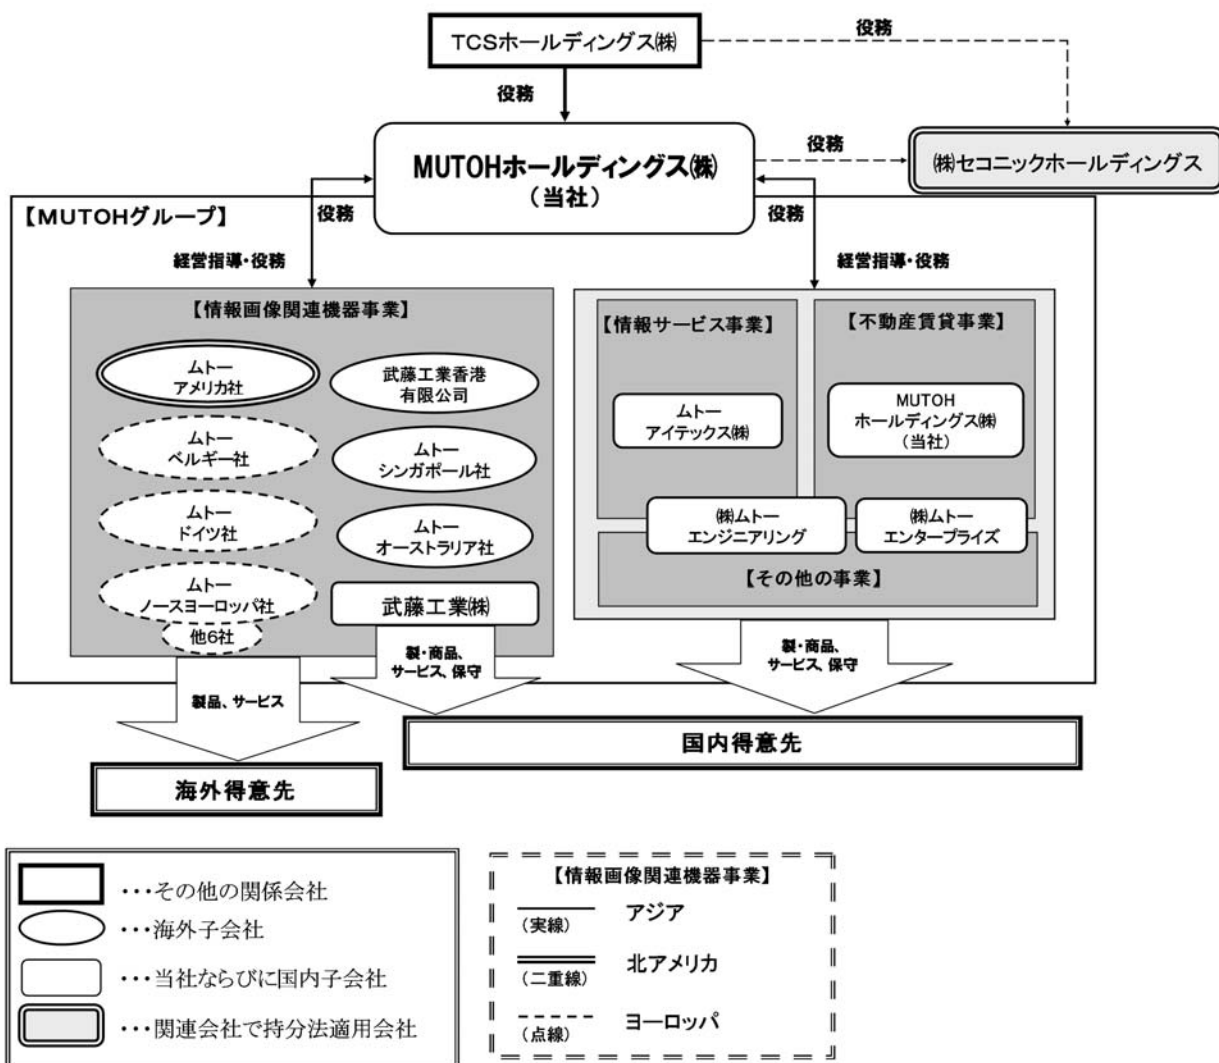 TCSホールディングス㈱
役務
役務
MUTOHホールディングス㈱
（当社）
役務
㈱セコニックホールディングス
【MUTOHグループ】
役務
役務
経営指導・役務
経営指導・役務
【情報画像関連機器事業】
ムトー
アメリカ社
武藤工業香港
有限公司
ムトー
ベルギー社
ムトー
シンガポール社
ムトー
ドイツ社
ムトー
オーストラリア社
ムトー
ノースヨーロッパ社
他6社
武藤工業㈱
【情報サービス事業】
ムトー
アイテックス㈱
【不動産賃貸事業】
MUTOH
ホールディングス㈱
（当社）
㈱ムトー
エンジニアリング
㈱ムトー
エンタープライズ
【その他の事業】
製・商品、
サービス、保守
製・商品、
サービス、保守
製品、サービス
国内得意先
海外得意先
・・・その他の関係会社
・・・海外子会社
・・・当社ならびに国内子会社
・・・関連会社で持分法適用会社
【情報画像関連機器事業】
（実線）
アジア
（二重線）
北アメリカ
（点線）
ヨーロッパ